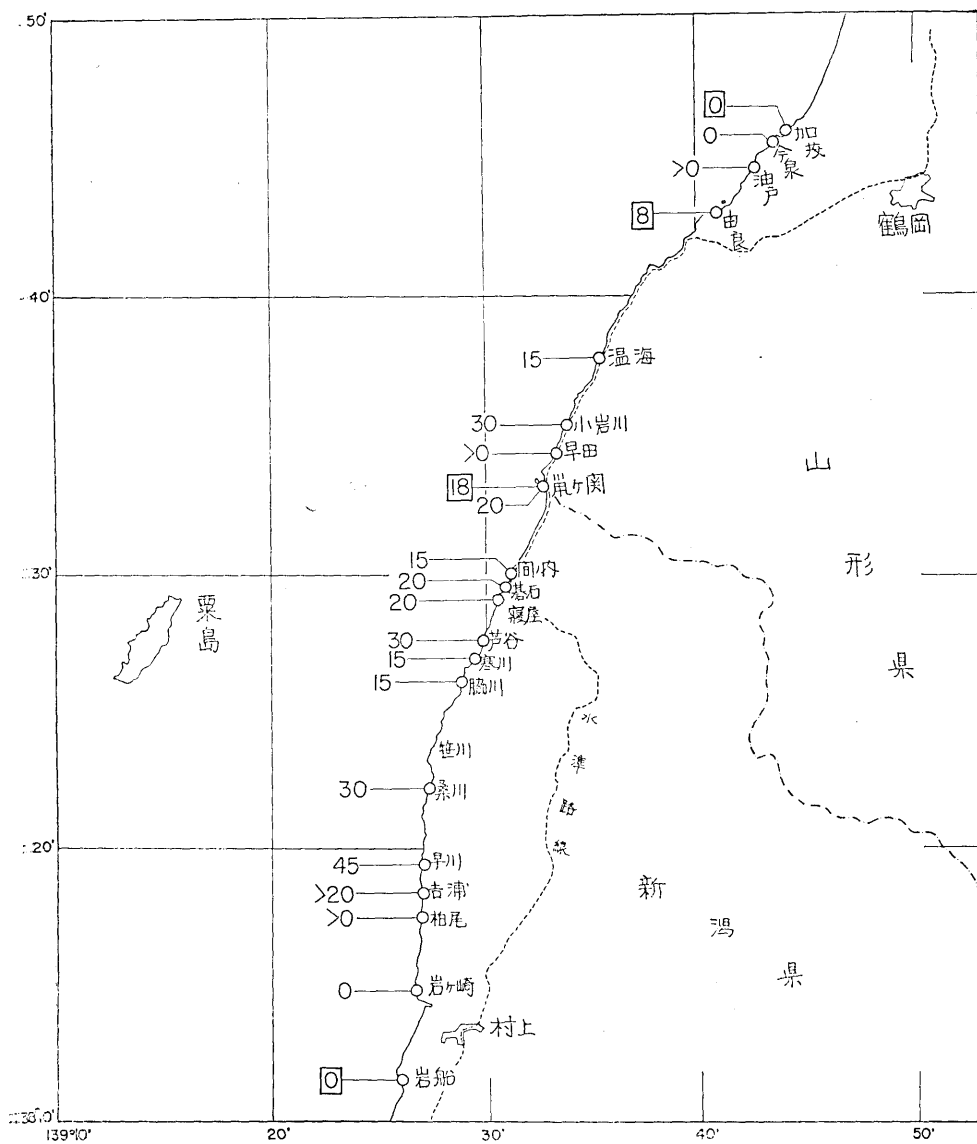 50'
0
加茂
0
今泉
>0
油戸
8
由良
鶴岡
40'
15
温海
30
小岩川
>0
早田
山
18
鼠ヶ関
20
形
15
30'
20
碁石
20
寝屋
粟島
30
芦谷
県
15
寒川
15
脇川
水準路線
笹川
30
桑川
20'
45
早川
>20
吉浦
新
>0
柏尾
潟
県
0
岩ヶ崎
村上
0
岩船
139°10'
20'
30'
40'
50'